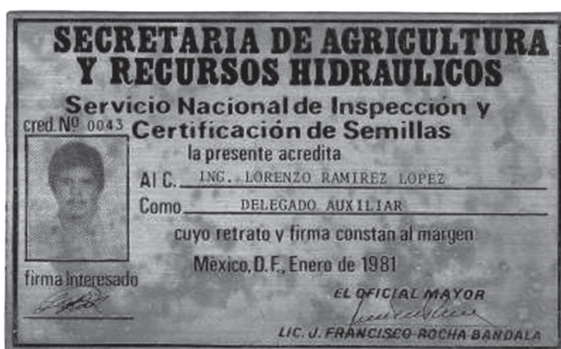 SECRETARIA DE AGRICULTURA
Y RECURSOS HIDRAULICOS
Servicio Nacional de Inspección y
Certificación de Semillas
cred. Nº 0043
la presente acredita
Al C. ING. LORENZO RAMIREZ LOPEZ
Como DELEGADO AUXILIAR
cuyo retrato y firma constan al margen
México, D.F., Enero de 1981
firma Interesado
EL OFICIAL MAYOR
LIC. J. FRANCISCO ROCHA BANDALA